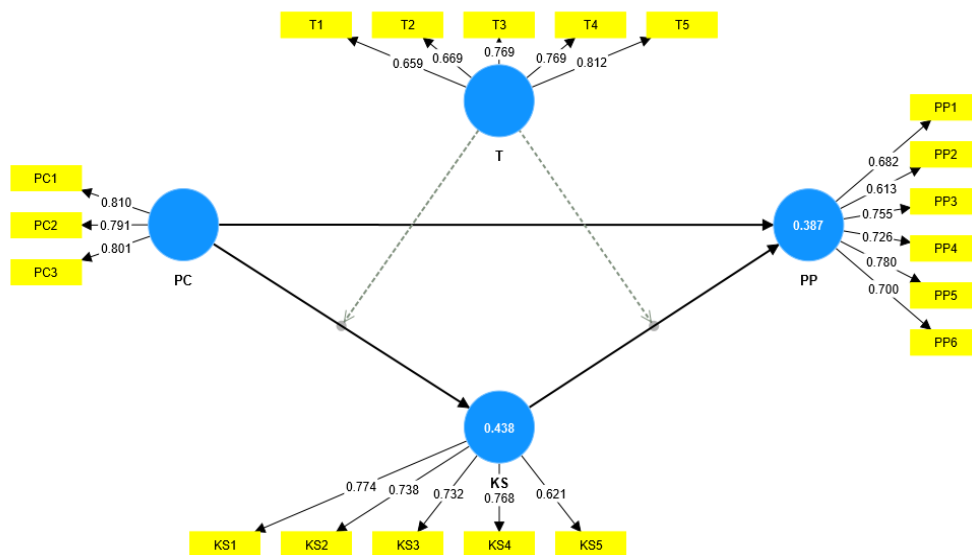 T1 T2 T3 T4 T5
0.659 0.669 0.769 0.769 0.812
T
PC1
PC2
PC3
0.810
0.791
0.801
PC
0.387
PP
0.682
0.613
0.755
0.726
0.780
0.700
PP1
PP2
PP3
PP4
PP5
PP6
0.438
KS
0.774 0.738 0.732 0.768 0.621
KS1 KS2 KS3 KS4 KS5